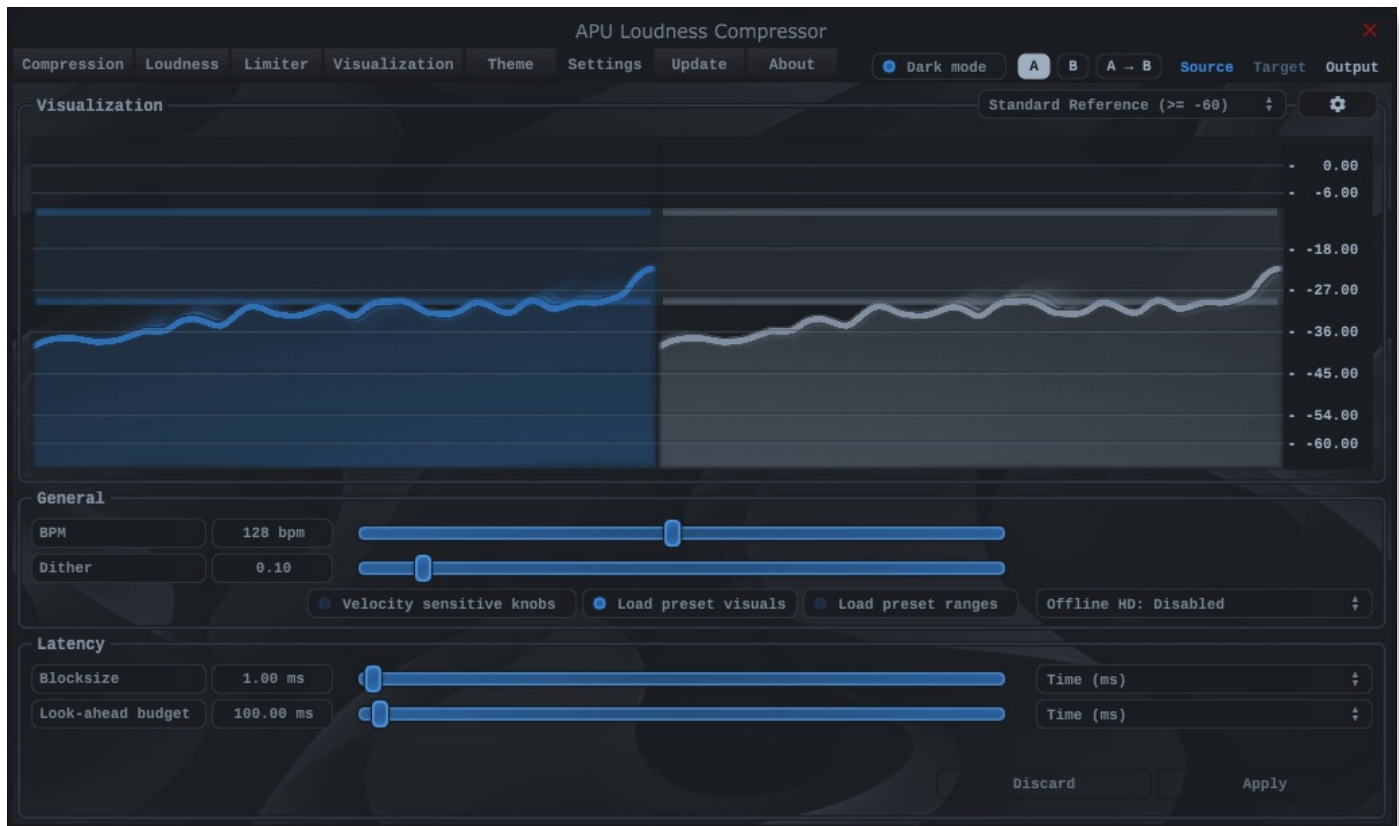 APU Loudness Compressor
Compression Loudness Limiter Visualization Theme Settings Update About Dark mode A B A → B Source Target Output
Visualization Standard Reference (>= -60)
- 0.00
- -6.00
- -18.00
- -27.00
- -36.00
- -45.00
- -54.00
- -60.00
General
BPM 128 bpm
Dither 0.10
Velocity sensitive knobs Load preset visuals Load preset ranges Offline HD: Disabled
Latency
Blocksize 1.00 ms Time (ms)
Look-ahead budget 100.00 ms Time (ms)
Discard Apply